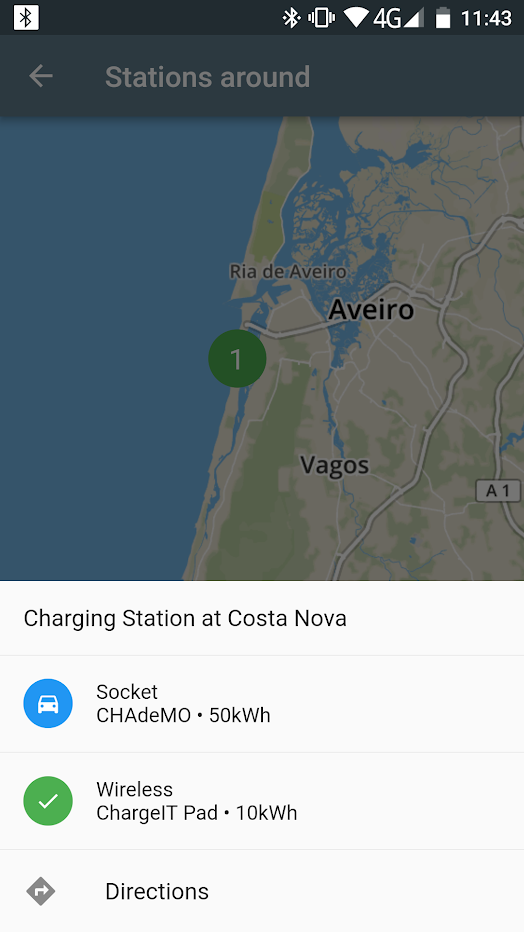 4G 11:43
Stations around
Ria de Aveiro
Aveiro
1
Vagos
A 1
Charging Station at Costa Nova
Socket
CHAdeMO • 50kWh
Wireless
ChargeIT Pad • 10kWh
Directions